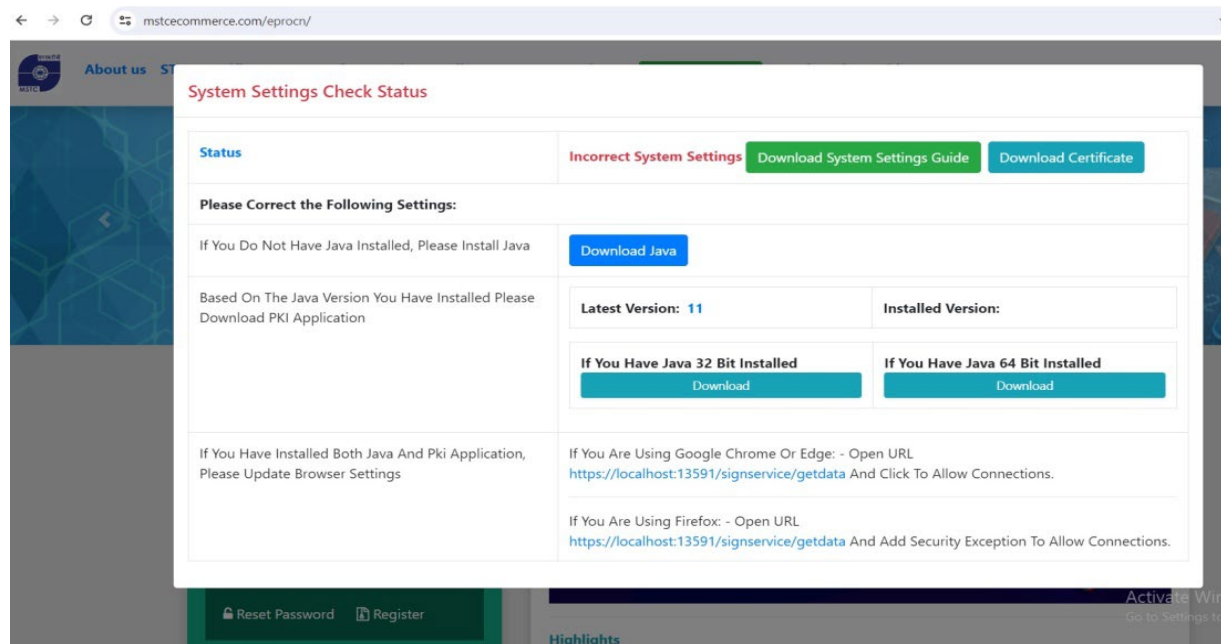 mstcecommerce.com/eprocn/
MSTC
About us
System Settings Check Status
Status
Incorrect System Settings Download System Settings Guide Download Certificate
Please Correct the Following Settings:
If You Do Not Have Java Installed, Please Install Java
Download Java
Based On The Java Version You Have Installed Please
Download PKI Application
Latest Version: 11
Installed Version:
If You Have Java 32 Bit Installed
Download
If You Have Java 64 Bit Installed
Download
If You Have Installed Both Java And Pki Application,
Please Update Browser Settings
If You Are Using Google Chrome Or Edge: - Open URL
https://localhost:13591/signservice/getdata And Click To Allow Connections.
If You Are Using Firefox: - Open URL
https://localhost:13591/signservice/getdata And Add Security Exception To Allow Connections.
Reset Password Register
Highlights
Activate Win
Go to Settings t